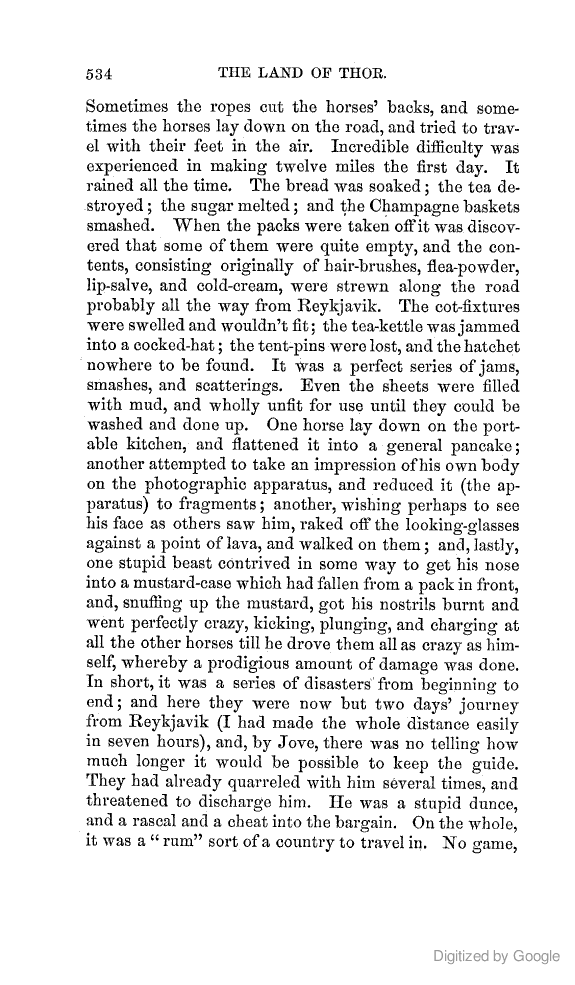 534 THE LAND OF THOR.
Sometimes the ropes cut the horses' backs, and some-
times the horses lay down on the road, and tried to trav-
el with their feet in the air. Incredible difficulty was
experienced in making twelve miles the first day. It
rained all the time. The bread was soaked; the tea de-
stroyed; the sugar melted; and the Champagne baskets
smashed. When the packs were taken off it was discov-
ered that some of them were quite empty, and the con-
tents, consisting originally of hair-brushes, flea-powder,
lip-salve, and cold-cream, were strewn along the road
probably all the way from Reykjavik. The cot-fixtures
were swelled and wouldn't fit; the tea-kettle was jammed
into a cocked-hat; the tent-pins were lost, and the hatchet
nowhere to be found. It was a perfect series of jams,
smashes, and scatterings. Even the sheets were filled
with mud, and wholly unfit for use until they could be
washed and done up. One horse lay down on the port-
able kitchen, and flattened it into a general pancake;
another attempted to take an impression of his own body
on the photographic apparatus, and reduced it (the ap-
paratus) to fragments; another, wishing perhaps to see
his face as others saw him, raked off the looking-glasses
against a point of lava, and walked on them; and, lastly,
one stupid beast contrived in some way to get his nose
into a mustard-case which had fallen from a pack in front,
and, snuffing up the mustard, got his nostrils burnt and
went perfectly crazy, kicking, plunging, and charging at
all the other horses till he drove them all as crazy as him-
self, whereby a prodigious amount of damage was done.
In short, it was a series of disasters from beginning to
end; and here they were now but two days' journey
from Reykjavik (I had made the whole distance easily
in seven hours), and, by Jove, there was no telling how
much longer it would be possible to keep the guide.
They had already quarreled with him several times, and
threatened to discharge him. He was a stupid dunce,
and a rascal and a cheat into the bargain. On the whole,
it was a "rum" sort of a country to travel in. No game,
Digitized by Google